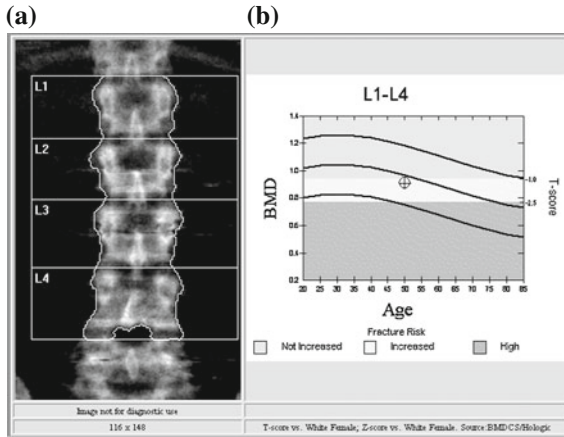 (a)
(b)
L1
L2
L3
L4
Image not for diagnostic use
116 x 148
L1-L4
BMD
1.4
1.2
1.0
0.8
0.6
0.4
0.2
20 25 30 35 40 45 50 55 60 65 70 75 80 85
Age
-1.0
-2.5
T-score
Fracture Risk
Not Increased Increased High
T-score vs. White Female; Z-score vs. White Female. Source:BMDCS/Hologic